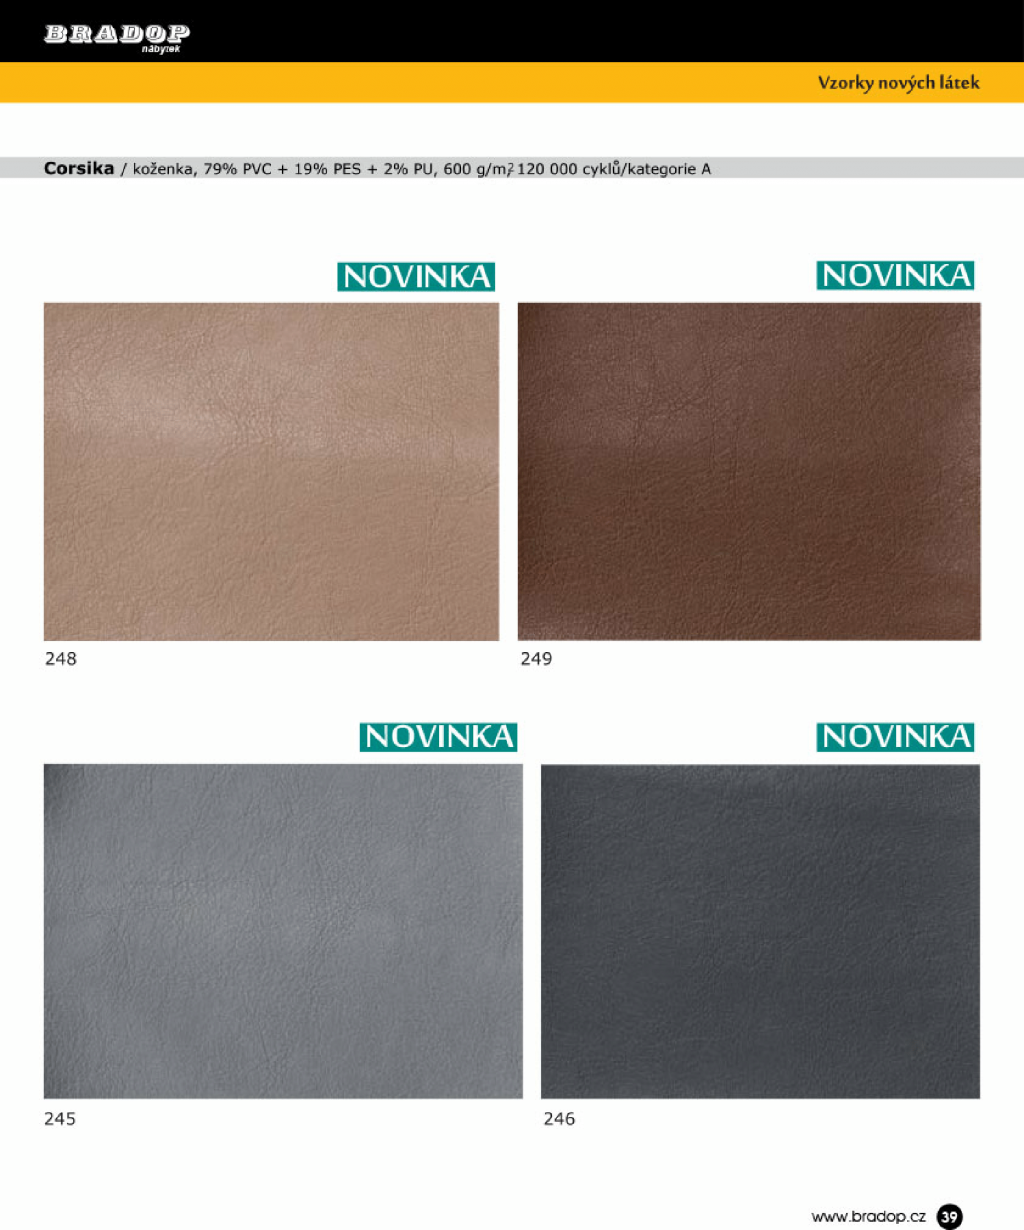 BRADOP
nábytek
Vzorky nových látek
Corsika / koženka, 79% PVC + 19% PES + 2% PU, 600 g/m², 120 000 cyklů/kategorie A
NOVINKA
NOVINKA
248
249
NOVINKA
NOVINKA
245
246
www.bradop.cz 39